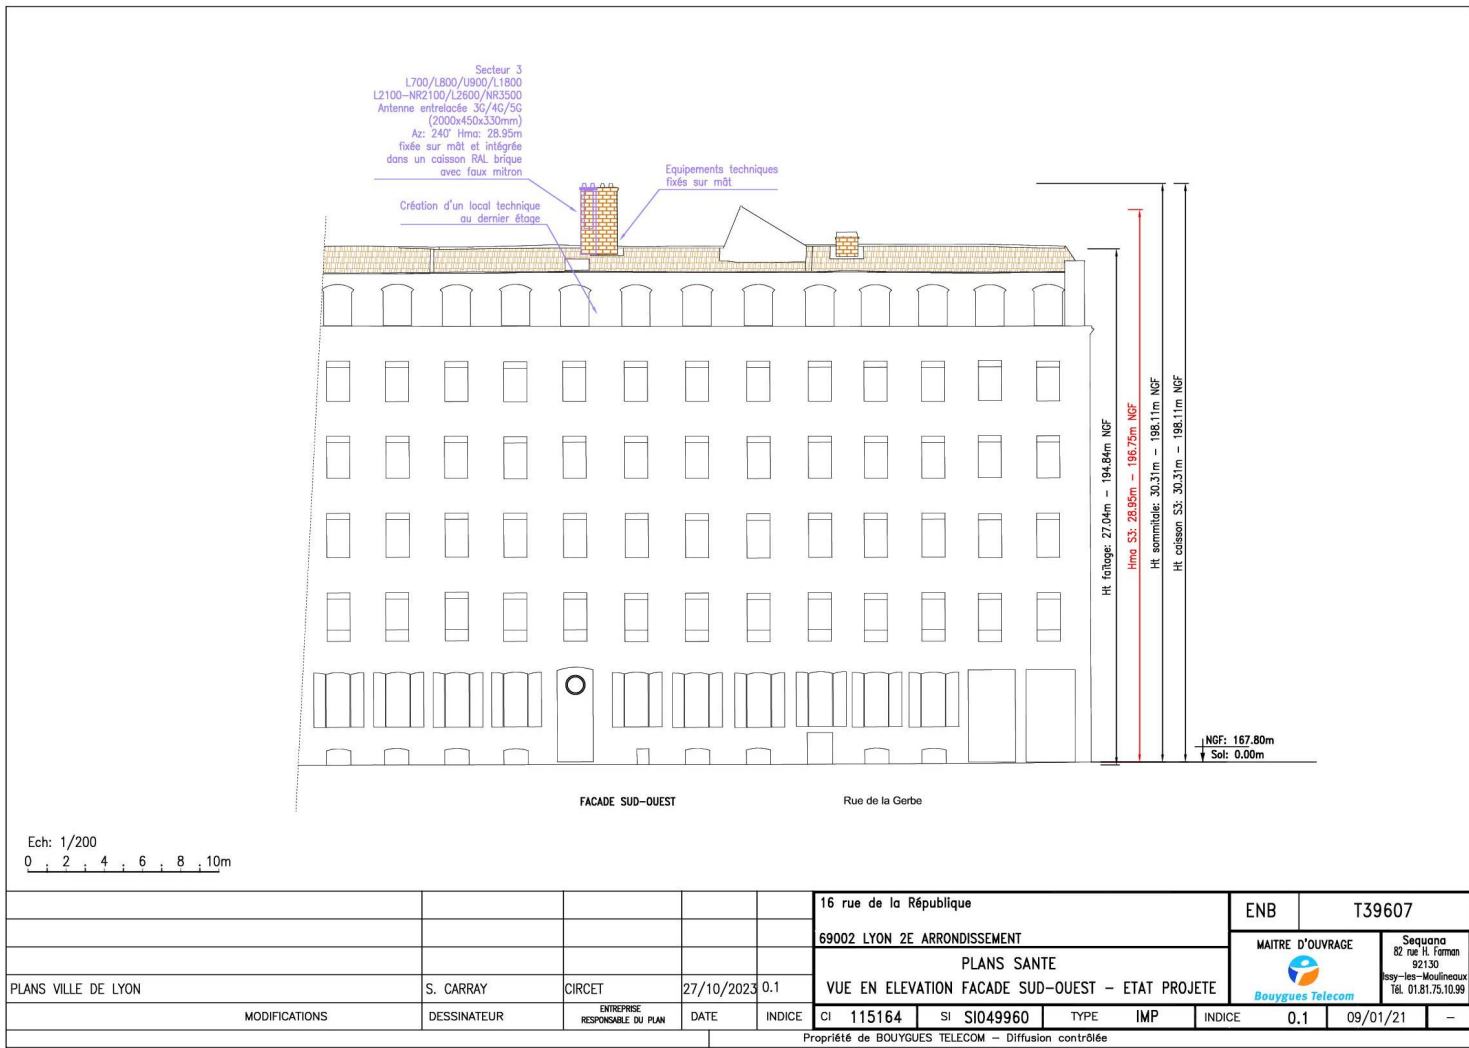 Secteur 3
L700/L800/U900/L1800
L2100-NR2100/L2600/NR3500
Antenne entrelacée 3G/4G/5G
(2000x450x330mm)
Az: 240° Hma: 28.95m
fixée sur mât et intégrée
dans un caisson RAL brique
avec faux mitron
Equipements techniques
fixés sur mât
Création d'un local technique
au dernier étage
Ht faîtage: 27.04m - 194.84m NGF
Hma S3: 28.95m - 196.75m NGF
Ht sommitale: 30.31m - 198.11m NGF
Ht caisson S3: 30.31m - 198.11m NGF
NGF: 167.80m
Sol: 0.00m
FACADE SUD-OUEST
Rue de la Gerbe
Ech: 1/200
0 2 4 6 8 10m
16 rue de la République
69002 LYON 2E ARRONDISSEMENT
ENB T39607
PLANS SANTE
VUE EN ELEVATION FACADE SUD-OUEST - ETAT PROJETE
MAITRE D'OUVRAGE
Bouygues Telecom
Sequana
82 rue H. Farman
92130
Issy-les-Moulineaux
Tél. 01.81.75.10.99
PLANS VILLE DE LYON S. CARRAY CIRCET 27/10/2023 0.1
MODIFICATIONS DESSINATEUR ENTREPRISE RESPONSABLE DU PLAN DATE INDICE
CI 115164 SI SI049960 TYPE IMP INDICE 0.1 09/01/21 -
Propriété de BOUYGUES TELECOM - Diffusion contrôlée